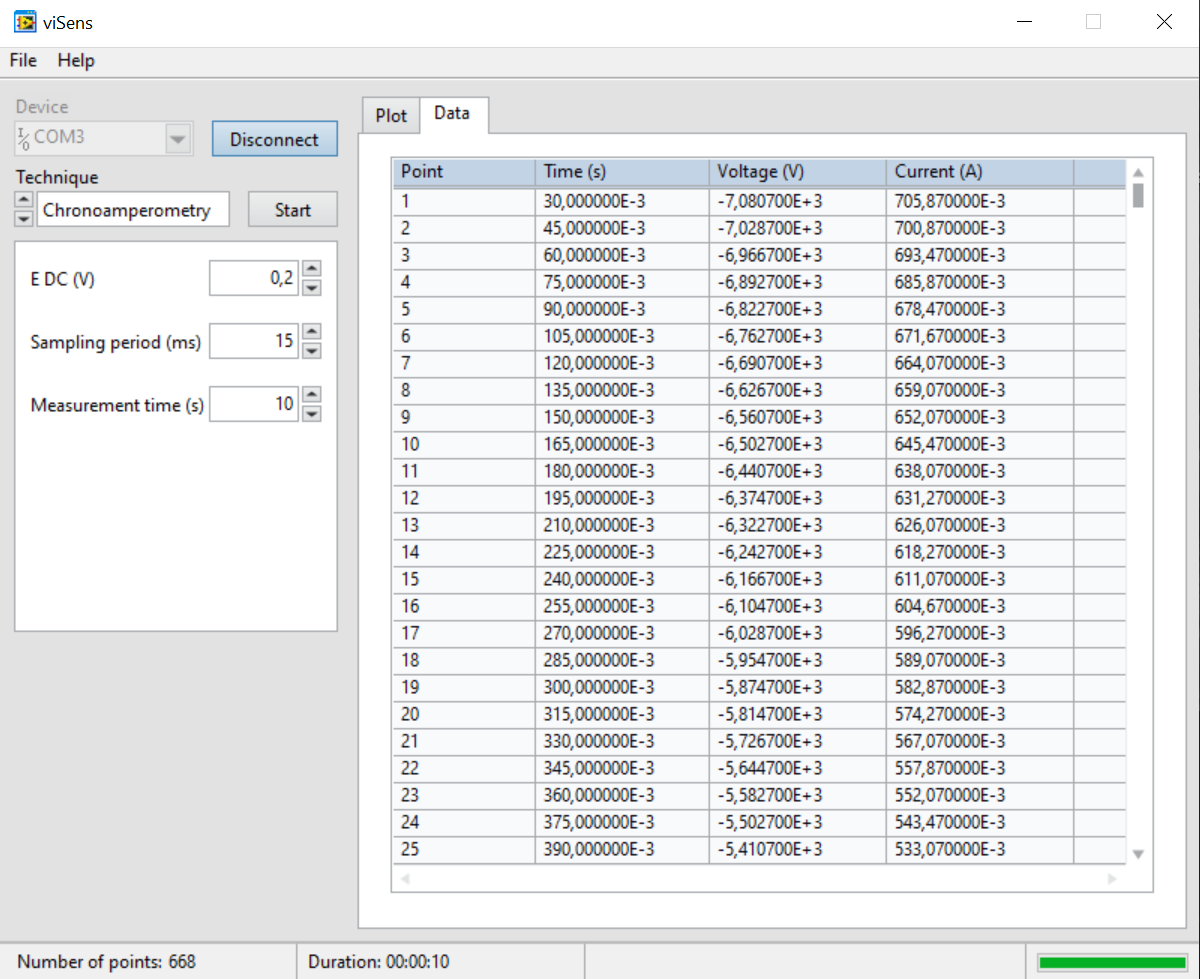 viSens
File Help
Device
COM3 Disconnect
Technique
Chronoamperometry Start
E DC (V) 0,2
Sampling period (ms) 15
Measurement time (s) 10
Plot Data
Point Time (s) Voltage (V) Current (A)
1 30,000000E-3 -7,080700E+3 705,870000E-3
2 45,000000E-3 -7,028700E+3 700,870000E-3
3 60,000000E-3 -6,966700E+3 693,470000E-3
4 75,000000E-3 -6,892700E+3 685,870000E-3
5 90,000000E-3 -6,822700E+3 678,470000E-3
6 105,000000E-3 -6,762700E+3 671,670000E-3
7 120,000000E-3 -6,690700E+3 664,070000E-3
8 135,000000E-3 -6,626700E+3 659,070000E-3
9 150,000000E-3 -6,560700E+3 652,070000E-3
10 165,000000E-3 -6,502700E+3 645,470000E-3
11 180,000000E-3 -6,440700E+3 638,070000E-3
12 195,000000E-3 -6,374700E+3 631,270000E-3
13 210,000000E-3 -6,322700E+3 626,070000E-3
14 225,000000E-3 -6,242700E+3 618,270000E-3
15 240,000000E-3 -6,166700E+3 611,070000E-3
16 255,000000E-3 -6,104700E+3 604,670000E-3
17 270,000000E-3 -6,028700E+3 596,270000E-3
18 285,000000E-3 -5,954700E+3 589,070000E-3
19 300,000000E-3 -5,874700E+3 582,870000E-3
20 315,000000E-3 -5,814700E+3 574,270000E-3
21 330,000000E-3 -5,726700E+3 567,070000E-3
22 345,000000E-3 -5,644700E+3 557,870000E-3
23 360,000000E-3 -5,582700E+3 552,070000E-3
24 375,000000E-3 -5,502700E+3 543,470000E-3
25 390,000000E-3 -5,410700E+3 533,070000E-3
Number of points: 668 Duration: 00:00:10